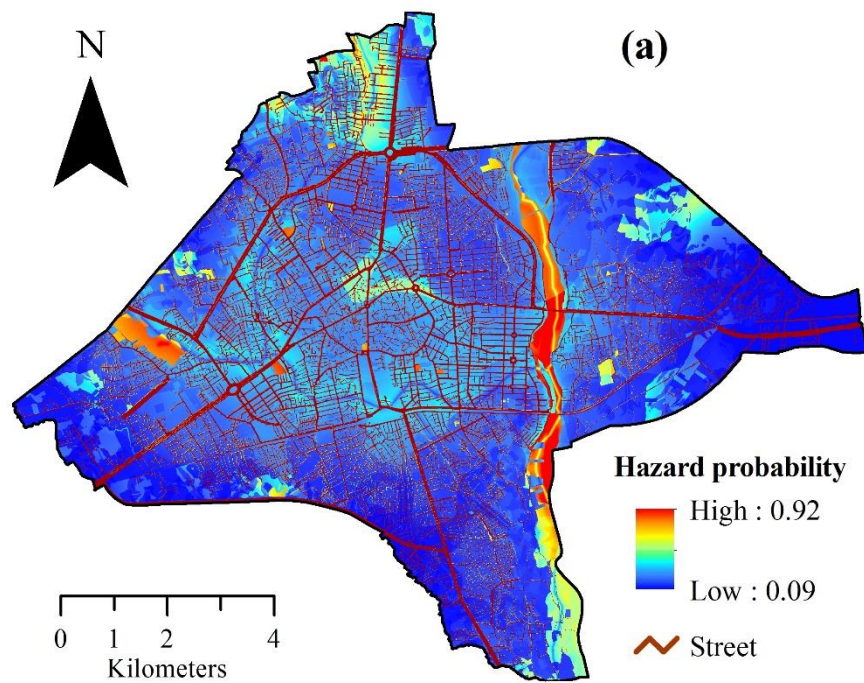 N
(a)
Hazard probability
High : 0.92
Low : 0.09
Street
0 1 2 4
Kilometers